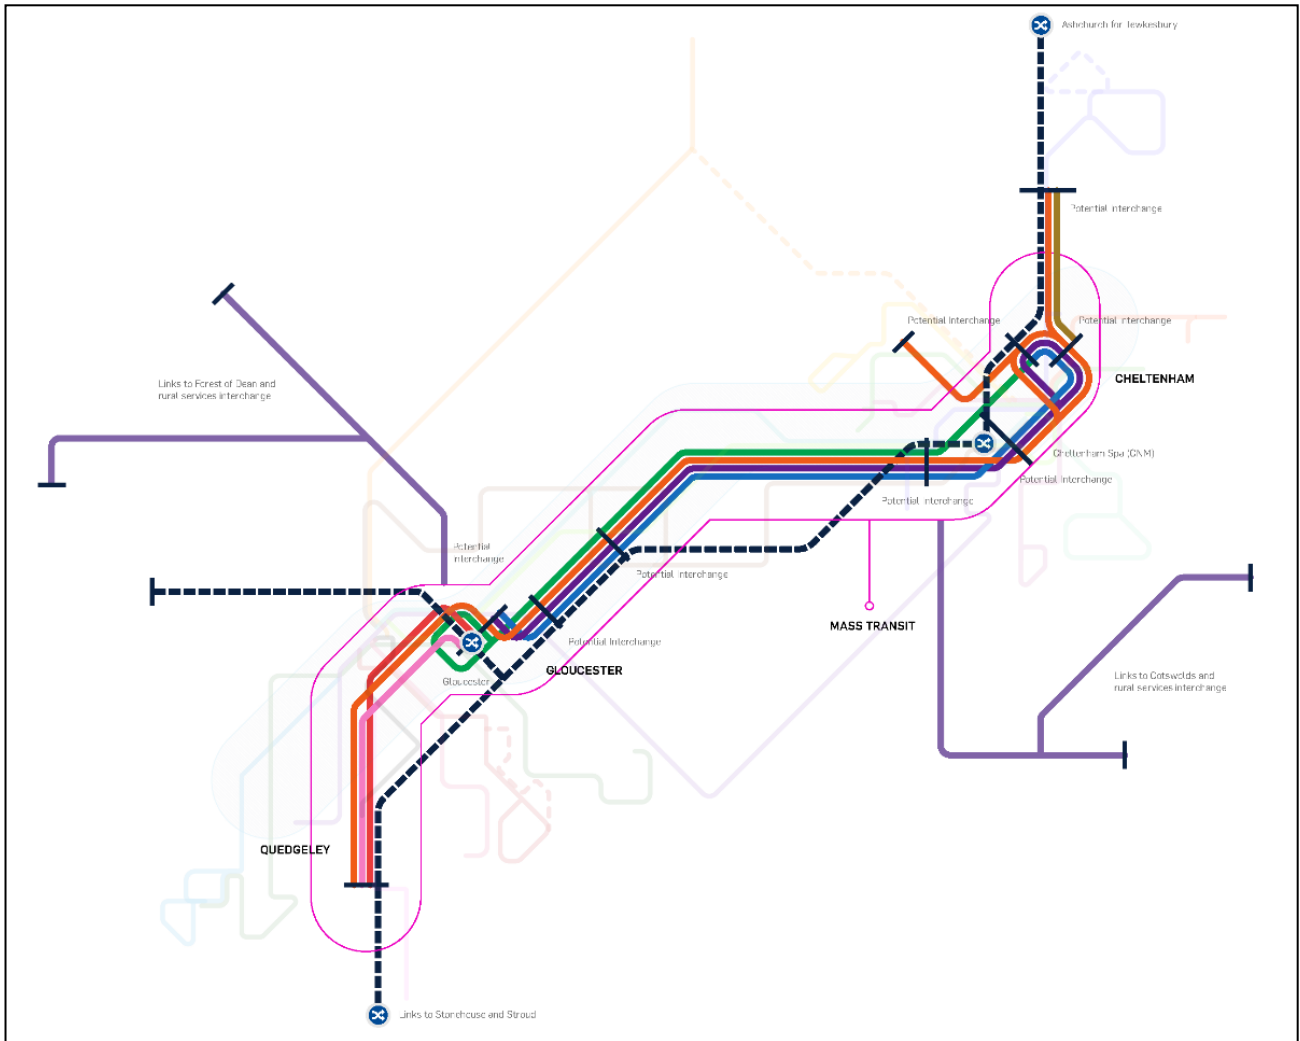 Ashchurch for Tewkesbury
Potential Interchange
Potential Interchange
Potential Interchange
CHELTENHAM
Links to Forest of Dean and
rural services interchange
Cheltenham Spa (CNM)
Potential Interchange
Potential Interchange
Potential
Interchange
Potential Interchange
MASS TRANSIT
Potential Interchange
GLOUCESTER
Gloucester
Links to Cotswolds and
rural services interchange
QUEDGELEY
Links to Stonehouse and Stroud